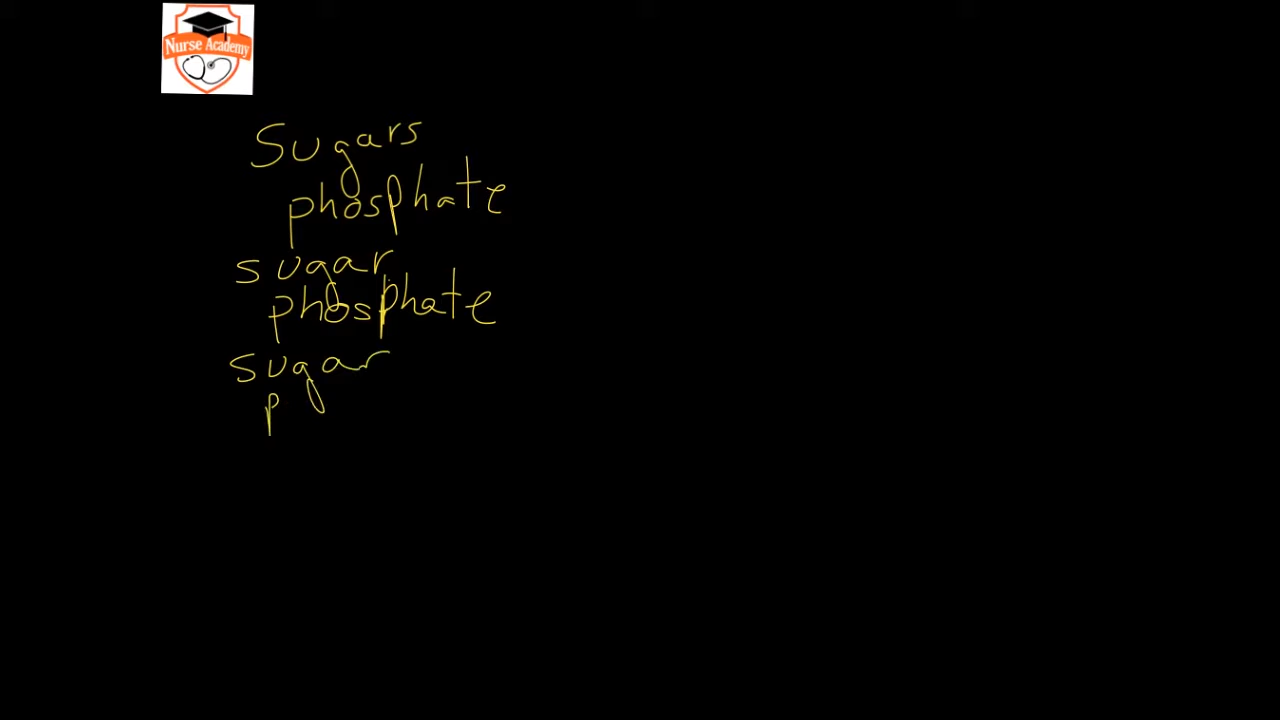 Nurse Academy
Sugars
phosphate
sugar
phosphate
sugar
p